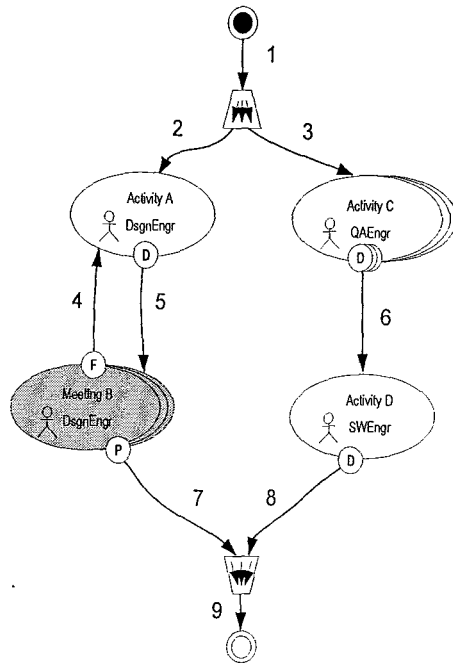 1
2
3
Activity A
DsgnEngr
D
Activity C
QAEngr
D
4
5
6
F
Meeting B
DsgnEngr
P
Activity D
SWEngr
D
7
8
9